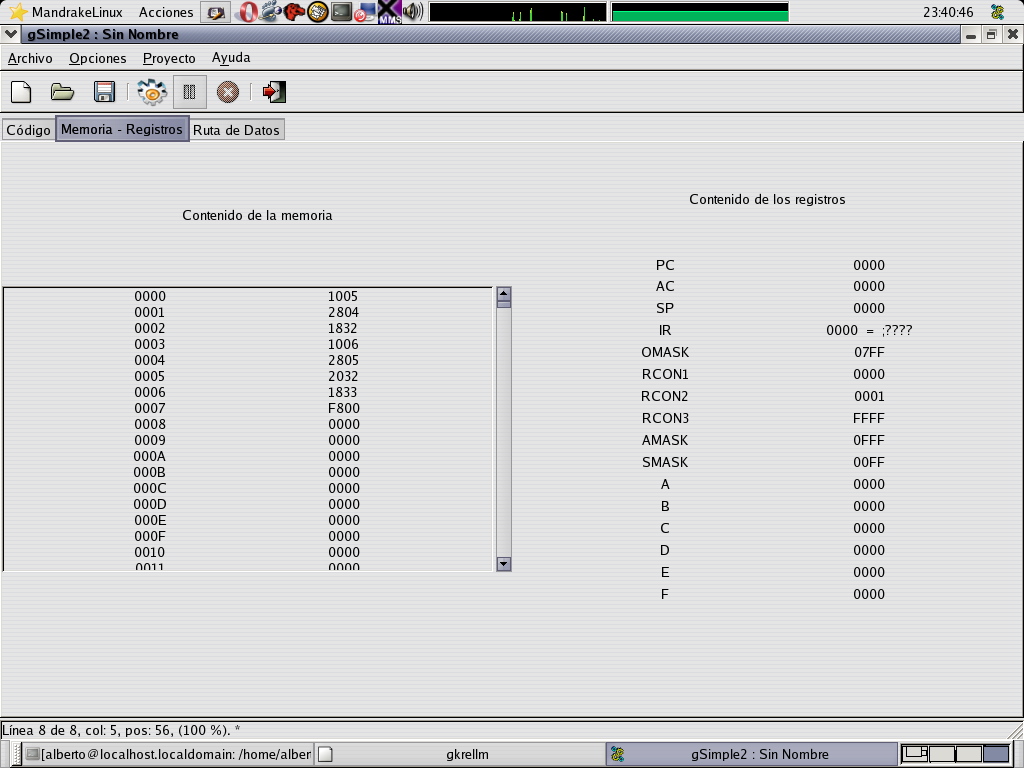 MandrakeLinux Acciones MMS 23:40:46
gSimple2 : Sin Nombre
Archivo Opciones Proyecto Ayuda
Código Memoria - Registros Ruta de Datos
Contenido de la memoria
0000 1005
0001 2804
0002 1832
0003 1006
0004 2805
0005 2032
0006 1833
0007 F800
0008 0000
0009 0000
000A 0000
000B 0000
000C 0000
000D 0000
000E 0000
000F 0000
0010 0000
0011 0000
Contenido de los registros
PC 0000
AC 0000
SP 0000
IR 0000 = ;????
OMASK 07FF
RCON1 0000
RCON2 0001
RCON3 FFFF
AMASK 0FFF
SMASK 00FF
A 0000
B 0000
C 0000
D 0000
E 0000
F 0000
Línea 8 de 8, col: 5, pos: 56, (100 %). *
[alberto@localhost.localdomain: /home/alber gkrellm gSimple2 : Sin Nombre